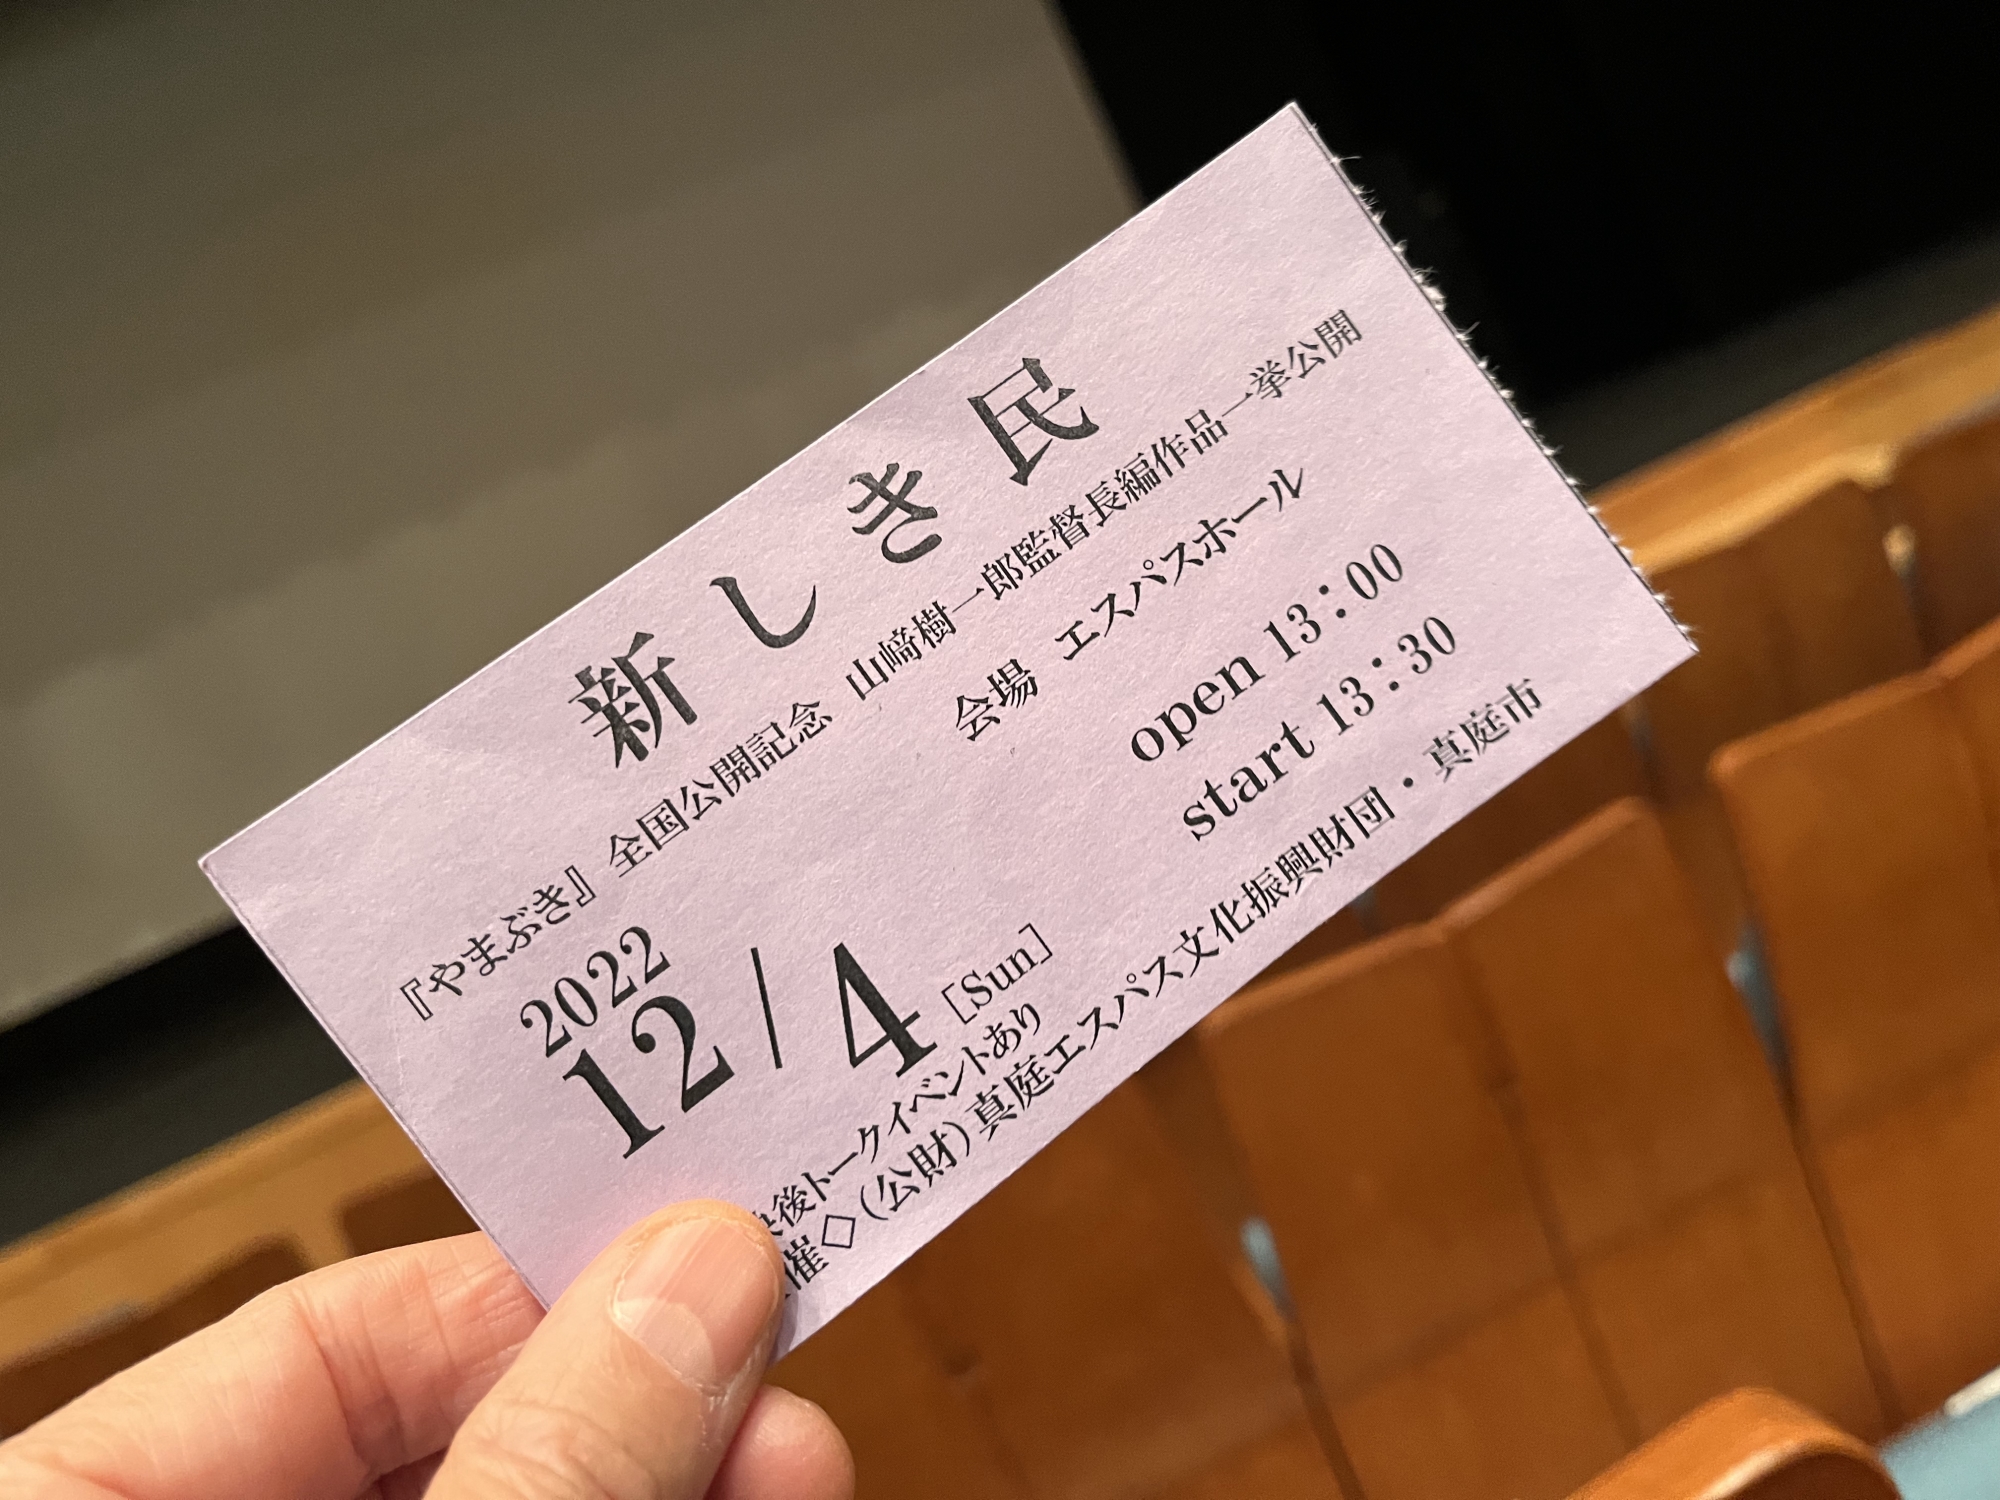 新しき民
『やまぶき』全国公開記念 山﨑樹一郎監督長編作品一挙公開
会場 エスパスホール
2022
12/4 [Sun]
open 13:00
start 13:30
後トークイベントあり
催◇(公財)真庭エスパス文化振興財団・真庭市